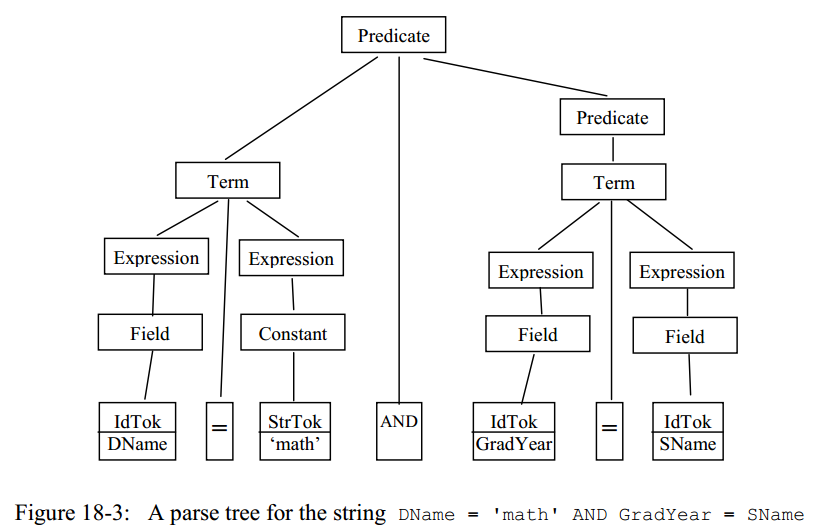 Predicate
Predicate
Term
Term
Expression
Expression
Expression
Expression
Field
Constant
Field
Field
IdTok
DName
=
StrTok
‘math’
AND
IdTok
GradYear
=
IdTok
SName
Figure 18-3: A parse tree for the string DName = 'math' AND GradYear = SName